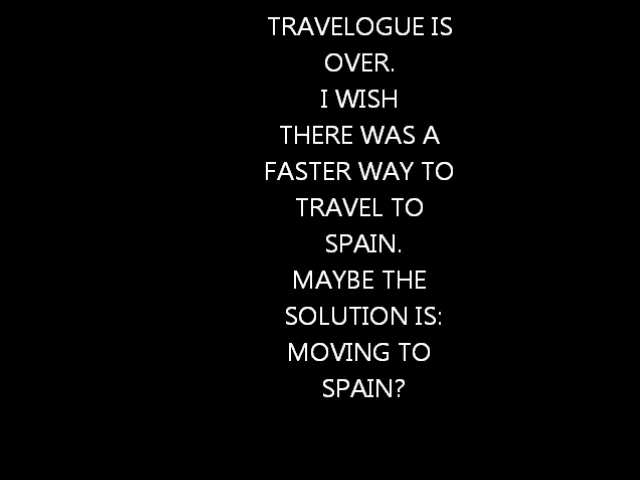 TRAVELOGUE IS
OVER.
I WISH
THERE WAS A
FASTER WAY TO
TRAVEL TO
SPAIN.
MAYBE THE
SOLUTION IS:
MOVING TO
SPAIN?